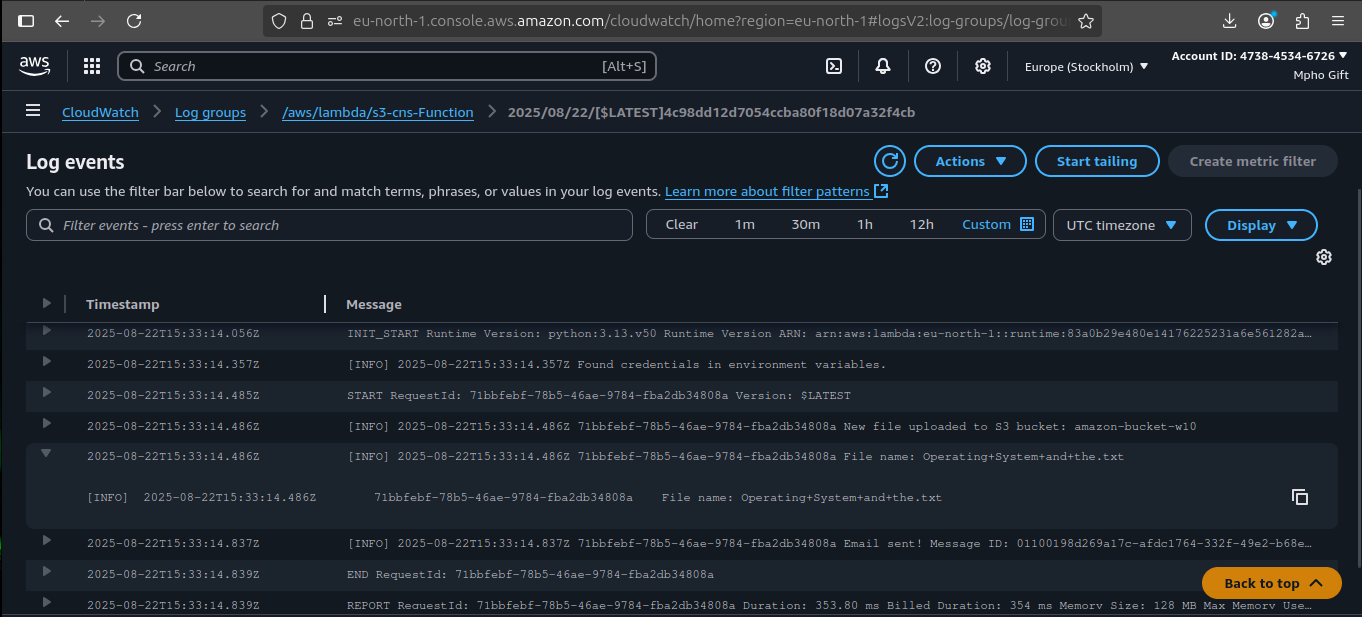 eu-north-1.console.aws.amazon.com/cloudwatch/home?region=eu-north-1#logsV2:log-groups/log-grou
aws
Search [Alt+S]
Europe (Stockholm)
Account ID: 4738-4534-6726
Mpho Gift
CloudWatch
Log groups
/aws/lambda/s3-cns-Function
2025/08/22/[$LATEST]4c98dd12d7054ccba80f18d07a32f4cb
Log events
Actions
Start tailing
Create metric filter
You can use the filter bar below to search for and match terms, phrases, or values in your log events. Learn more about filter patterns
Filter events - press enter to search
Clear 1m 30m 1h 12h Custom
UTC timezone
Display
Timestamp Message
2025-08-22T15:33:14.056Z INIT_START Runtime Version: python:3.13.v50 Runtime Version ARN: arn:aws:lambda:eu-north-1::runtime:83a0b29e480e14176225231a6e561282a…
2025-08-22T15:33:14.357Z [INFO] 2025-08-22T15:33:14.357Z Found credentials in environment variables.
2025-08-22T15:33:14.485Z START RequestId: 71bbfebf-78b5-46ae-9784-fba2db34808a Version: $LATEST
2025-08-22T15:33:14.486Z [INFO] 2025-08-22T15:33:14.486Z 71bbfebf-78b5-46ae-9784-fba2db34808a New file uploaded to S3 bucket: amazon-bucket-w10
2025-08-22T15:33:14.486Z [INFO] 2025-08-22T15:33:14.486Z 71bbfebf-78b5-46ae-9784-fba2db34808a File name: Operating+System+and+the.txt
[INFO] 2025-08-22T15:33:14.486Z 71bbfebf-78b5-46ae-9784-fba2db34808a File name: Operating+System+and+the.txt
2025-08-22T15:33:14.837Z [INFO] 2025-08-22T15:33:14.837Z 71bbfebf-78b5-46ae-9784-fba2db34808a Email sent! Message ID: 01100198d269a17c-afdc1764-332f-49e2-b68e…
2025-08-22T15:33:14.839Z END RequestId: 71bbfebf-78b5-46ae-9784-fba2db34808a
2025-08-22T15:33:14.839Z REPORT RequestId: 71bbfebf-78b5-46ae-9784-fba2db34808a Duration: 353.80 ms Billed Duration: 354 ms Memory Size: 128 MB Max Memory Use…
Back to top